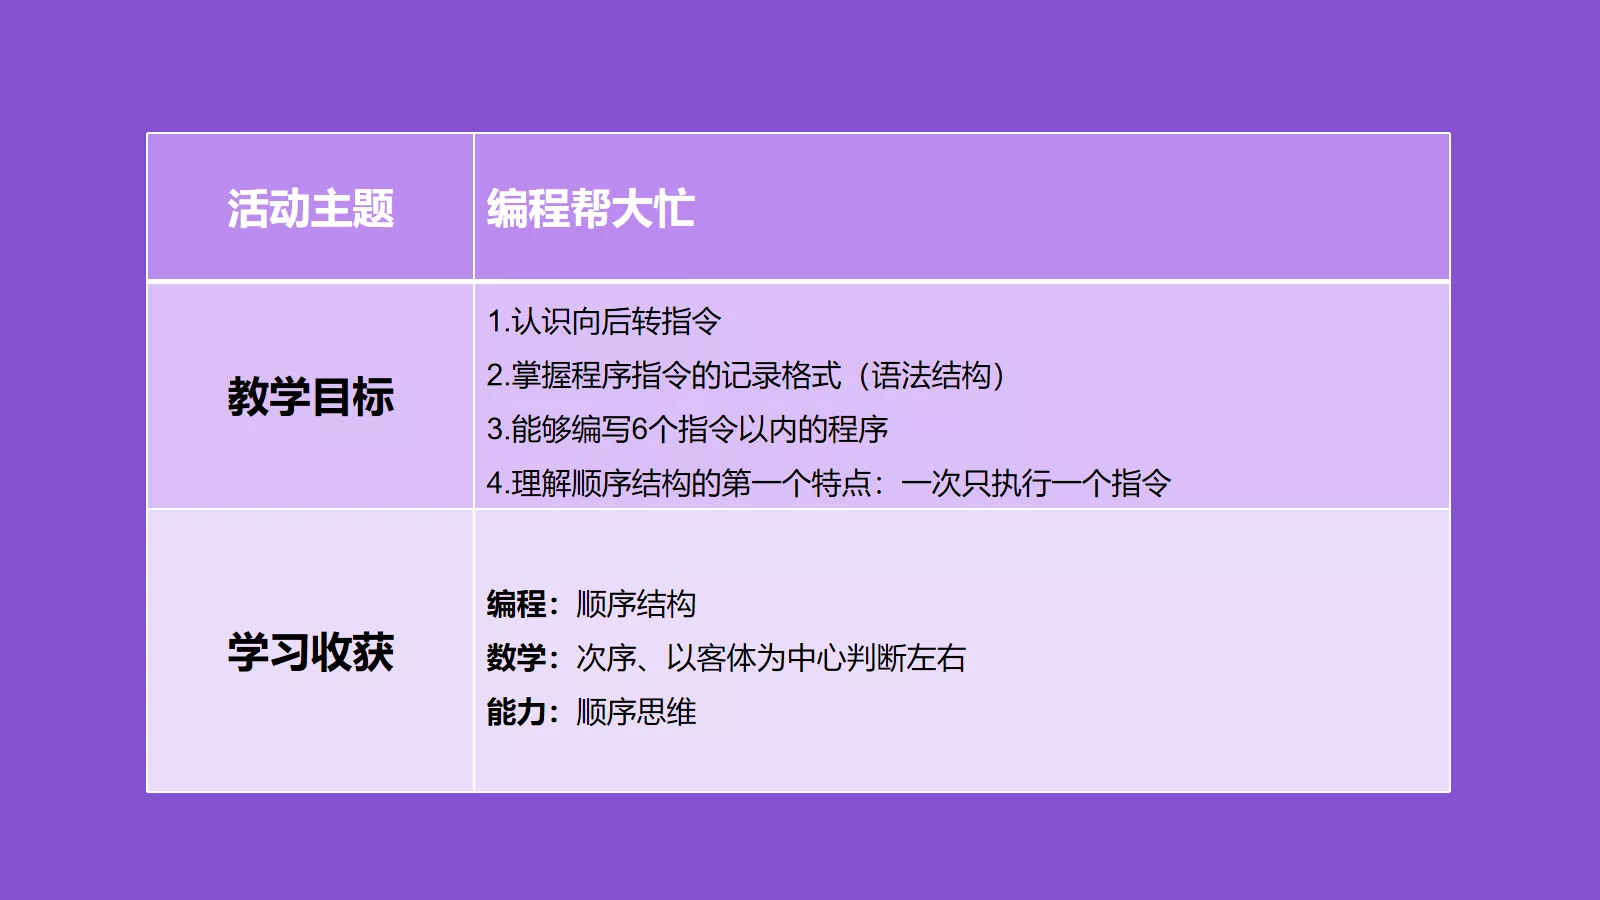 活动主题
编程帮大忙
教学目标
1.认识向后转指令
2.掌握程序指令的记录格式（语法结构）
3.能够编写6个指令以内的程序
4.理解顺序结构的第一个特点：一次只执行一个指令
学习收获
编程：顺序结构
数学：次序、以客体为中心判断左右
能力：顺序思维